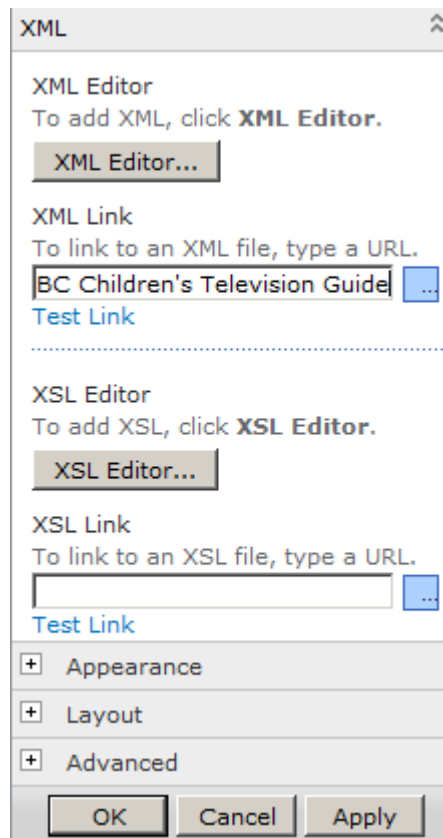 XML
XML Editor
To add XML, click XML Editor.
XML Editor...
XML Link
To link to an XML file, type a URL.
BC Children's Television Guide ...
Test Link
XSL Editor
To add XSL, click XSL Editor.
XSL Editor...
XSL Link
To link to an XSL file, type a URL.
...
Test Link
Appearance
Layout
Advanced
OK Cancel Apply